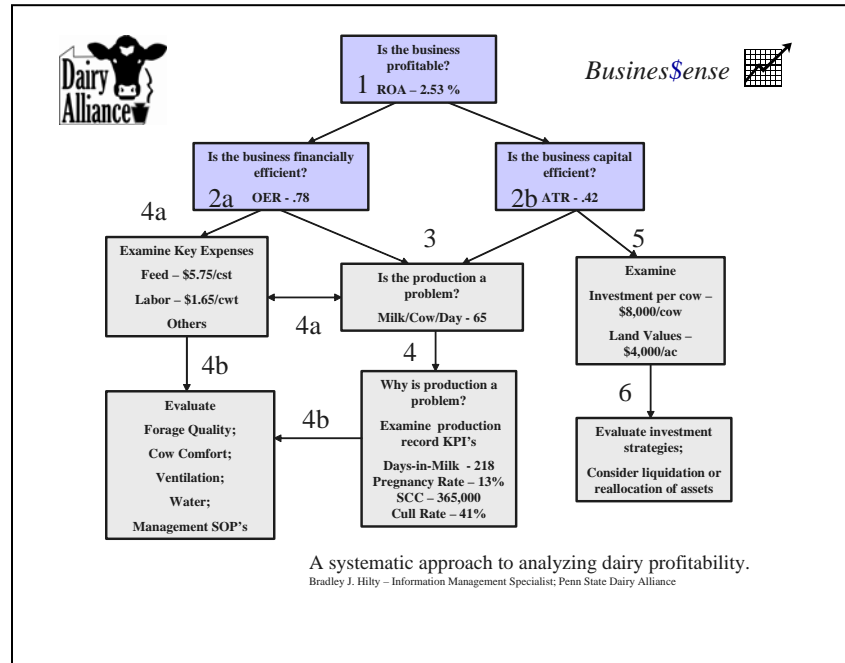 Dairy
Alliance
Busines$ense
Is the business
profitable?
1
ROA – 2.53 %
Is the business financially
efficient?
2a
OER - .78
Is the business capital
efficient?
2b
ATR - .42
4a
3
5
Examine Key Expenses
Feed – $5.75/cst
Labor – $1.65/cwt
Others
4a
Is the production a
problem?
Milk/Cow/Day - 65
Examine
Investment per cow –
$8,000/cow
Land Values –
$4,000/ac
4b
4
6
Evaluate
Forage Quality;
Cow Comfort;
Ventilation;
Water;
Management SOP's
4b
Why is production a
problem?
Examine production
record KPI's
Days-in-Milk - 218
Pregnancy Rate – 13%
SCC – 365,000
Cull Rate – 41%
Evaluate investment
strategies;
Consider liquidation or
reallocation of assets
A systematic approach to analyzing dairy profitability.
Bradley J. Hilty – Information Management Specialist; Penn State Dairy Alliance